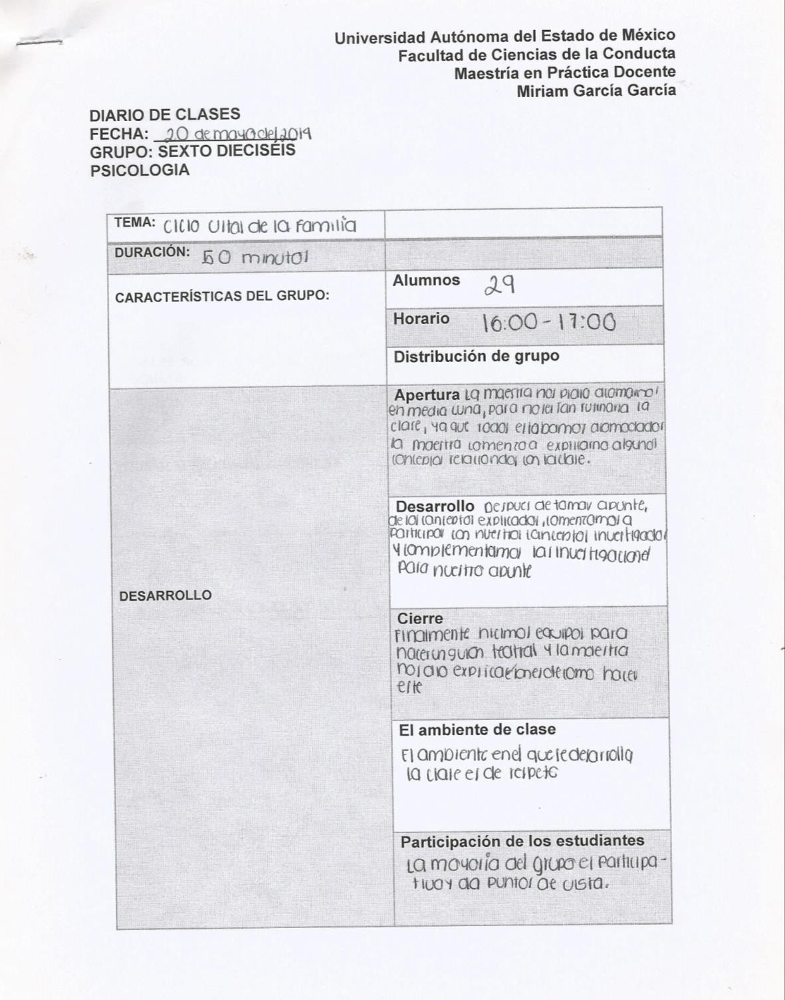 Universidad Autónoma del Estado de México
Facultad de Ciencias de la Conducta
Maestría en Práctica Docente
Miriam García García
DIARIO DE CLASES
FECHA: 20 de mayo del 2019
GRUPO: SEXTO DIECISÉIS
PSICOLOGIA
TEMA: Ciclo vital de la familia
DURACIÓN: 50 minutos
CARACTERÍSTICAS DEL GRUPO:
Alumnos 29
Horario 16:00-17:00
Distribución de grupo
DESARROLLO
Apertura La maestra nos pidio acomodarnos
en media luna, para no ser tan rutinaria la
clase, ya que todos estabamos acomodados
la maestra comenzo a explicarno algunos
conceptos relaciondos con la clase.
Desarrollo Despues de tomar apunte,
de los conceptos explicados, comenzamos a
participar con nuestros conceptos investigados
y complementamos las investigaciones
para nuestro apunte
Cierre
Finalmente hicimos equipos para
hacer un guion teatral y la maestra
nos dio explicaciones de como hacer
este
El ambiente de clase
El ambiente en el que se desarrolla
la clase es de respeto
Participación de los estudiantes
La mayoría del grupo es participa-
tivo y da puntos de vista.